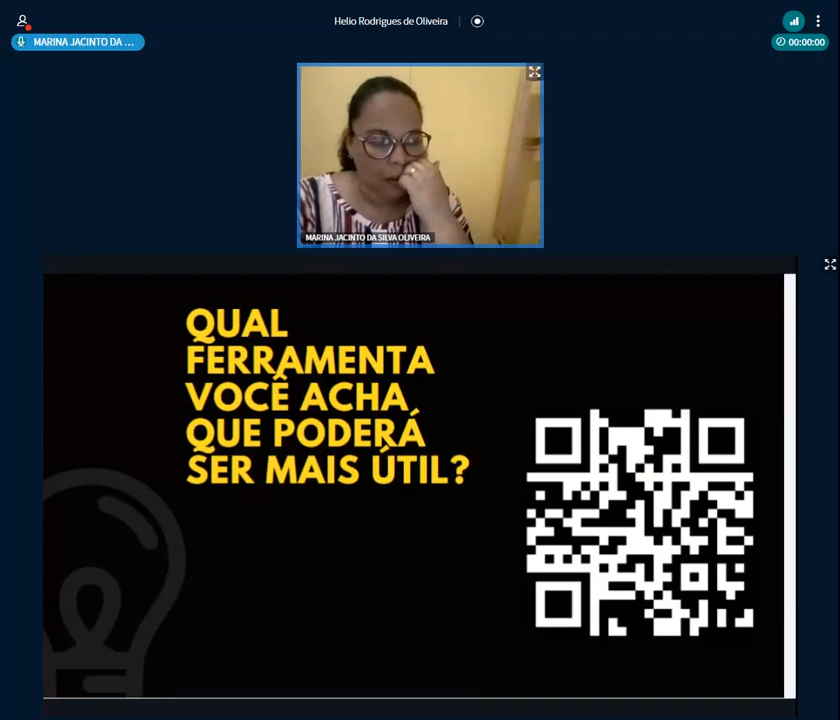 Helio Rodrigues de Oliveira
MARINA JACINTO DA ...
00:00:00
MARINA JACINTO DA SILVA OLIVEIRA
QUAL
FERRAMENTA
VOCÊ ACHA
QUE PODERÁ
SER MAIS ÚTIL?